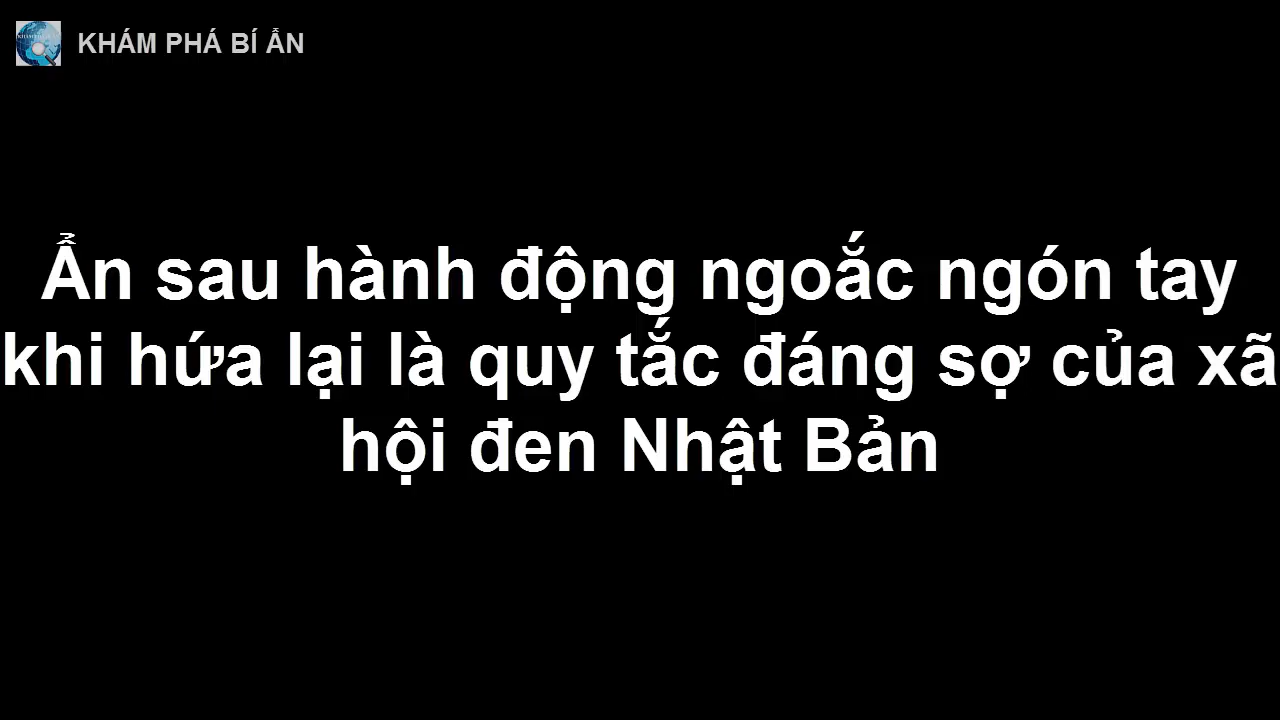 KHÁM PHÁ BÍ ẨN
Ẩn sau hành động ngoắc ngón tay
khi hứa lại là quy tắc đáng sợ của xã
hội đen Nhật Bản